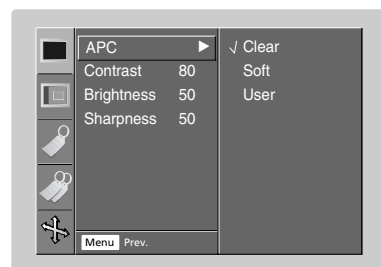 APC ▶
Contrast 80
Brightness 50
Sharpness 50
√ Clear
Soft
User
Menu Prev.